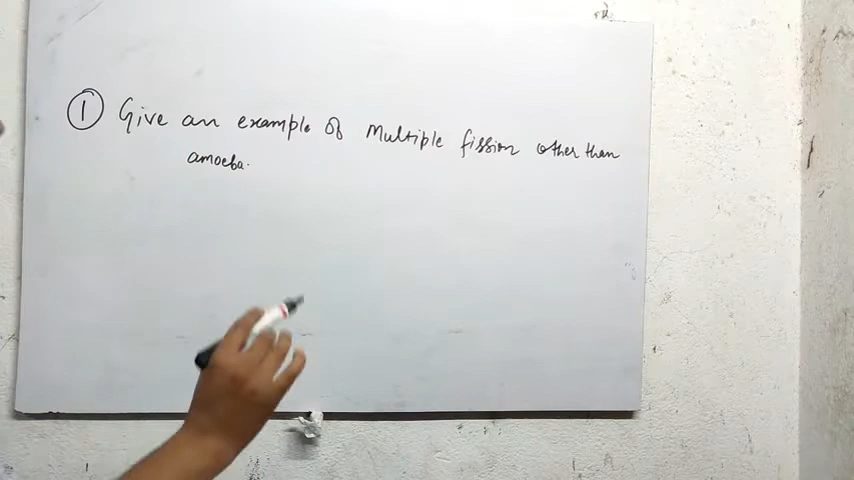 ① Give an example of Multiple fission other than
amoeba.